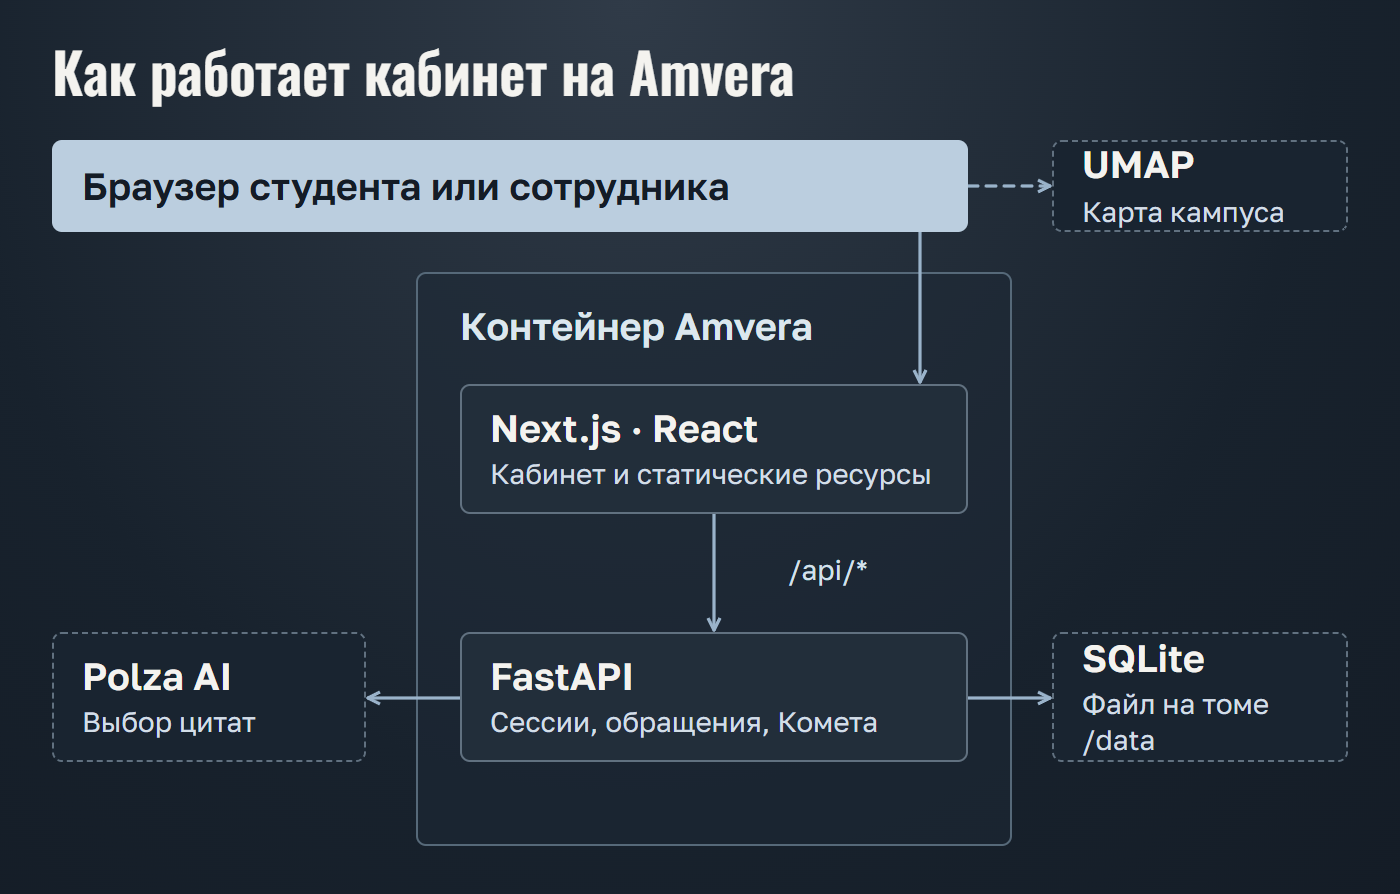 Как работает кабинет на Amvera
Браузер студента или сотрудника
UMAP
Карта кампуса
Контейнер Amvera
Next.js · React
Кабинет и статические ресурсы
/api/*
Polza AI
Выбор цитат
FastAPI
Сессии, обращения, Комета
SQLite
Файл на томе
/data